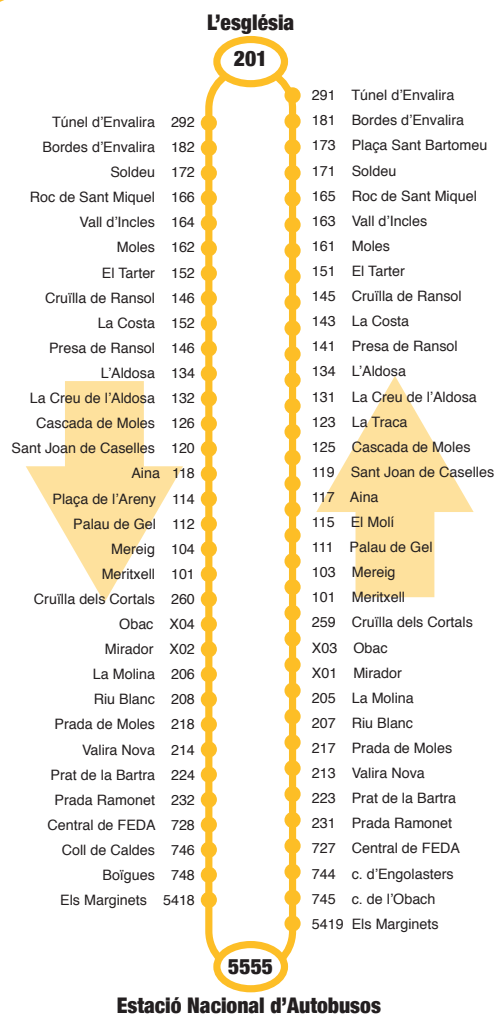 L'església
201
Túnel d'Envalira 292
Bordes d'Envalira 182
Soldeu 172
Roc de Sant Miquel 166
Vall d'Incles 164
Moles 162
El Tarter 152
Cruïlla de Ransol 146
La Costa 152
Presa de Ransol 146
L'Aldosa 134
La Creu de l'Aldosa 132
Cascada de Moles 126
Sant Joan de Caselles 120
Aina 118
Plaça de l'Areny 114
Palau de Gel 112
Mereig 104
Meritxell 101
Cruïlla dels Cortals 260
Obac X04
Mirador X02
La Molina 206
Riu Blanc 208
Prada de Moles 218
Valira Nova 214
Prat de la Bartra 224
Prada Ramonet 232
Central de FEDA 728
Coll de Caldes 746
Boïgues 748
Els Marginets 5418
291 Túnel d'Envalira
181 Bordes d'Envalira
173 Plaça Sant Bartomeu
171 Soldeu
165 Roc de Sant Miquel
163 Vall d'Incles
161 Moles
151 El Tarter
145 Cruïlla de Ransol
143 La Costa
141 Presa de Ransol
134 L'Aldosa
131 La Creu de l'Aldosa
123 La Traca
125 Cascada de Moles
119 Sant Joan de Caselles
117 Aina
115 El Molí
111 Palau de Gel
103 Mereig
101 Meritxell
259 Cruïlla dels Cortals
X03 Obac
X01 Mirador
205 La Molina
207 Riu Blanc
217 Prada de Moles
213 Valira Nova
223 Prat de la Bartra
231 Prada Ramonet
727 Central de FEDA
744 c. d'Engolasters
745 c. de l'Obach
5419 Els Marginets
5555
Estació Nacional d'Autobusos